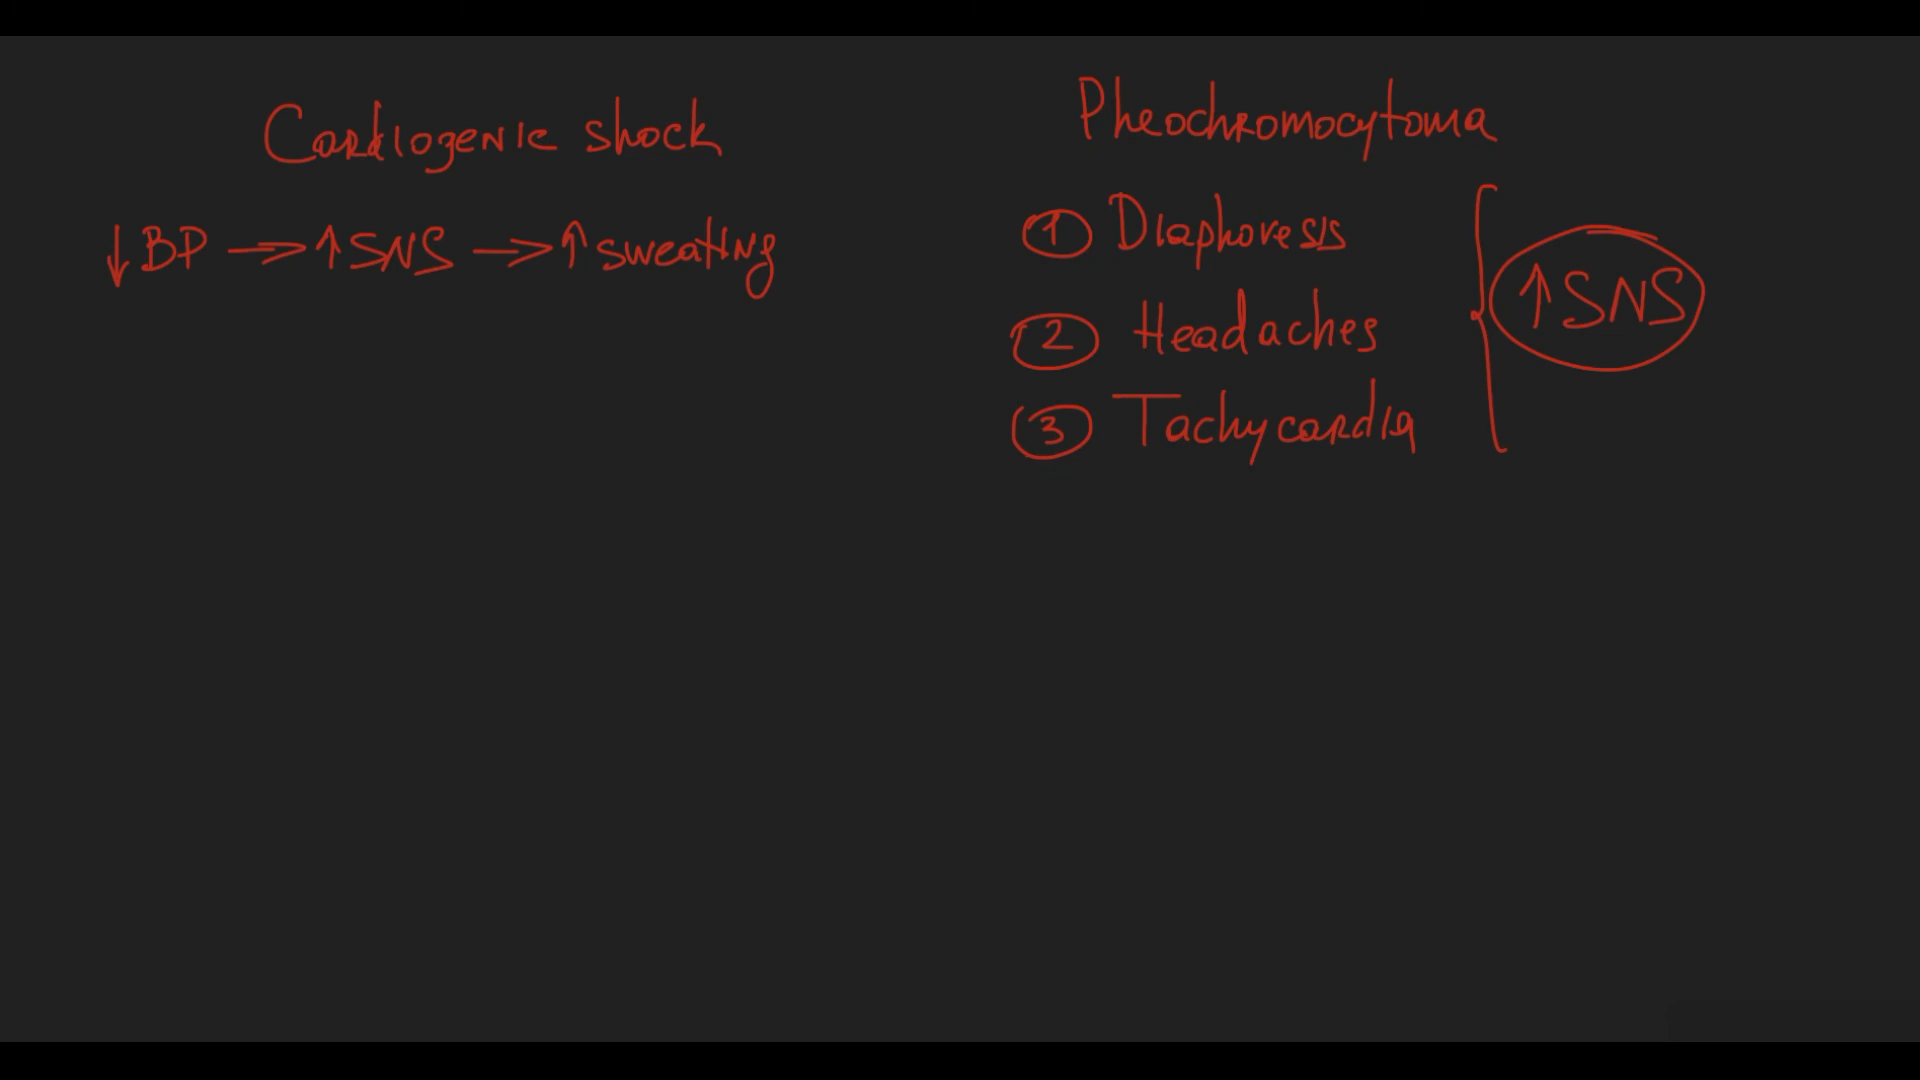 Cardiogenic shock
↓BP → ↑SNS → ↑ sweating
Pheochromocytoma
① Diaphoresis
② Headaches
③ Tachycardia
↑SNS